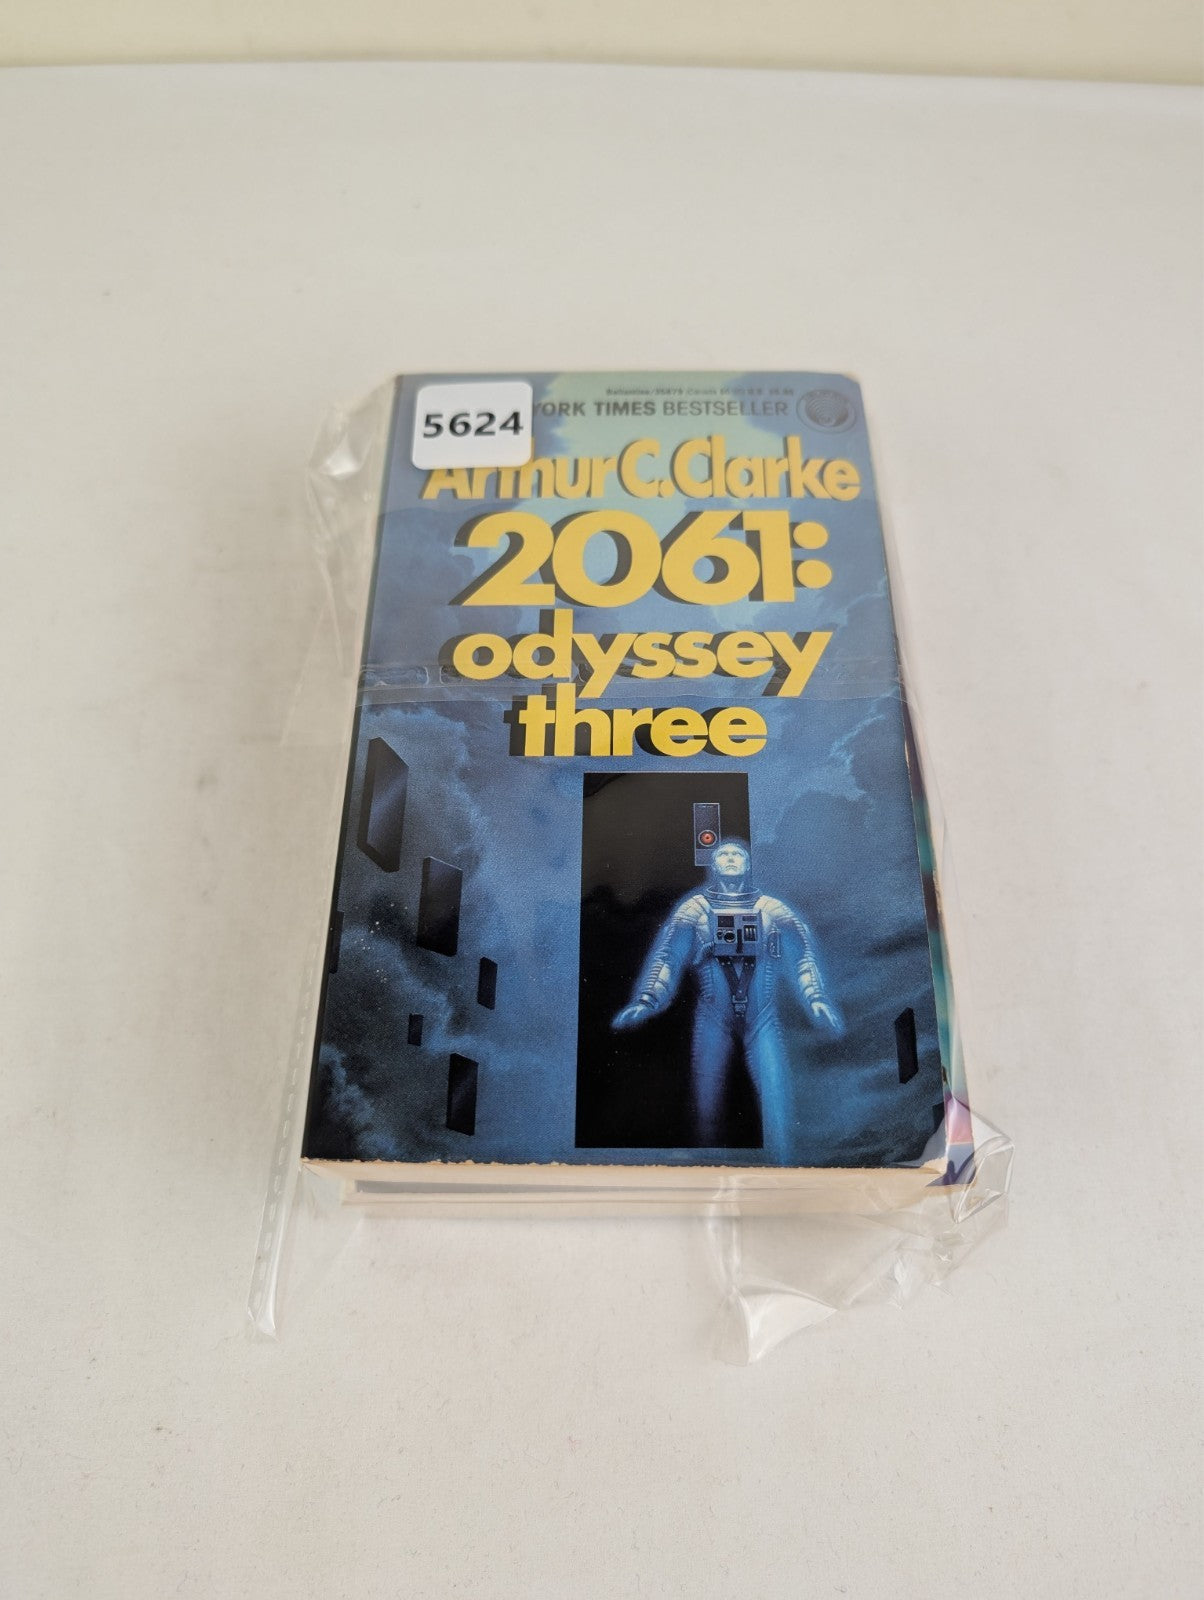 5624
YORK TIMES BESTSELLER
Arthur C. Clarke
2061:
odyssey
three